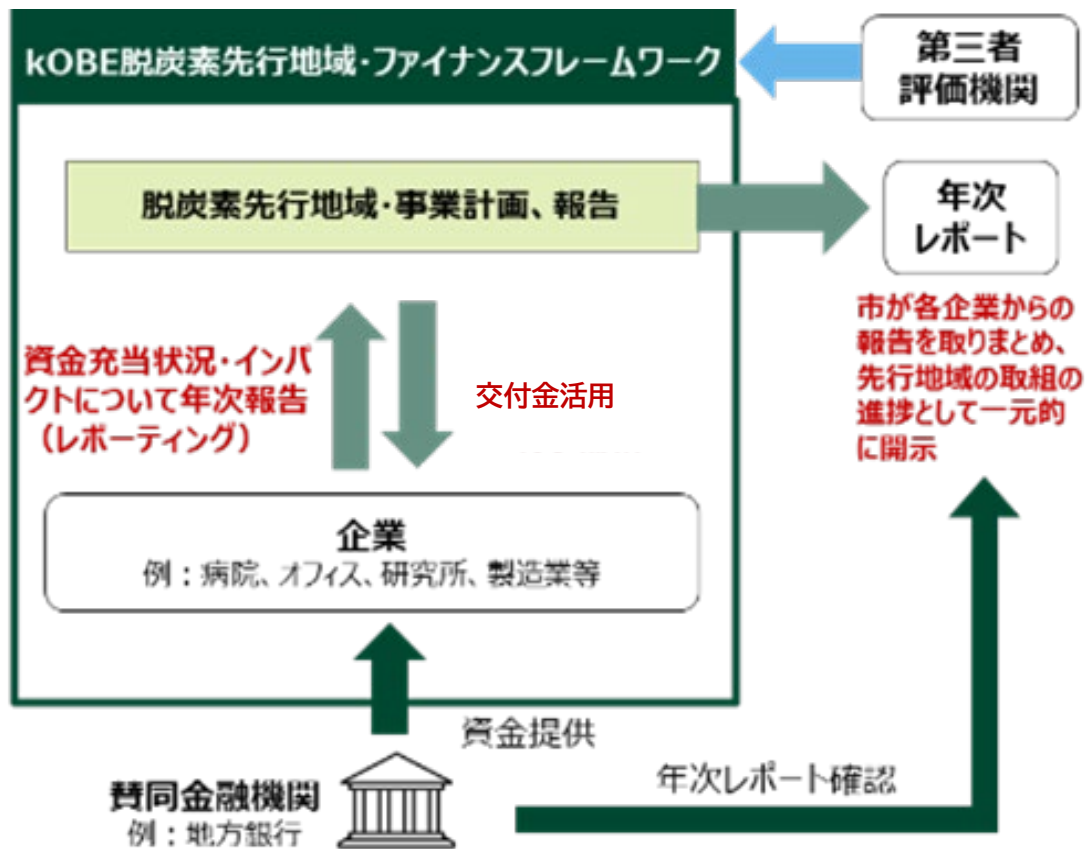 kOBE脱炭素先行地域・ファイナンスフレームワーク
第三者
評価機関
脱炭素先行地域・事業計画、報告
年次
レポート
市が各企業からの
報告を取りまとめ、
先行地域の取組の
進捗として一元的
に開示
資金充当状況・インパ
クトについて年次報告
（レポーティング）
交付金活用
企業
例：病院、オフィス、研究所、製造業等
資金提供
年次レポート確認
賛同金融機関
例：地方銀行